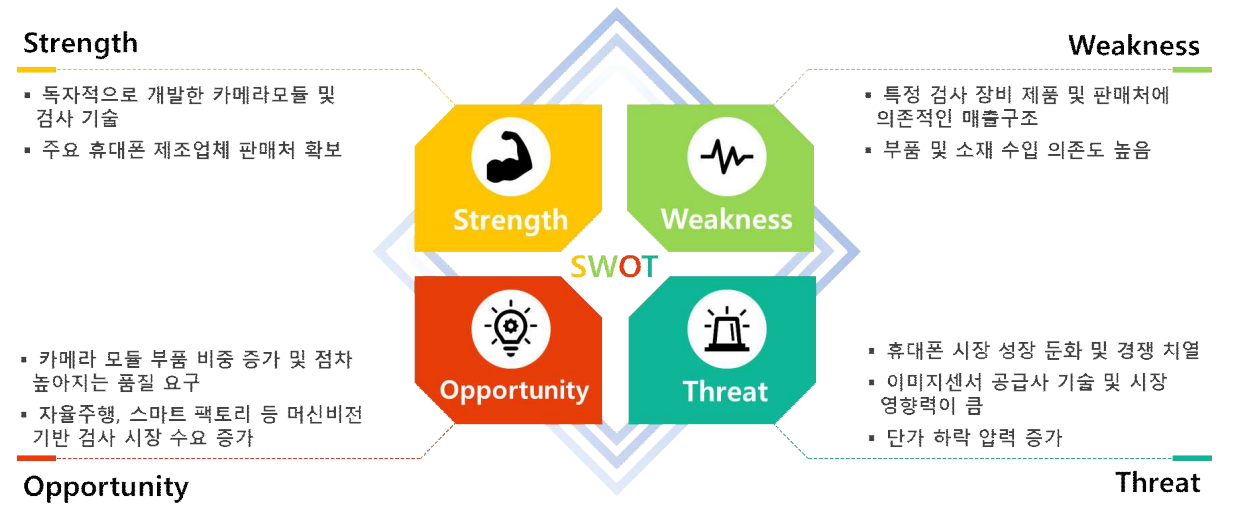 Strength
▪ 독자적으로 개발한 카메라모듈 및
검사 기술
▪ 주요 휴대폰 제조업체 판매처 확보
Weakness
▪ 특정 검사 장비 제품 및 판매처에
의존적인 매출구조
▪ 부품 및 소재 수입 의존도 높음
Strength
Weakness
SWOT
Opportunity
Threat
▪ 카메라 모듈 부품 비중 증가 및 점차
높아지는 품질 요구
▪ 자율주행, 스마트 팩토리 등 머신비전
기반 검사 시장 수요 증가
Opportunity
▪ 휴대폰 시장 성장 둔화 및 경쟁 치열
▪ 이미지센서 공급사 기술 및 시장
영향력이 큼
▪ 단가 하락 압력 증가
Threat